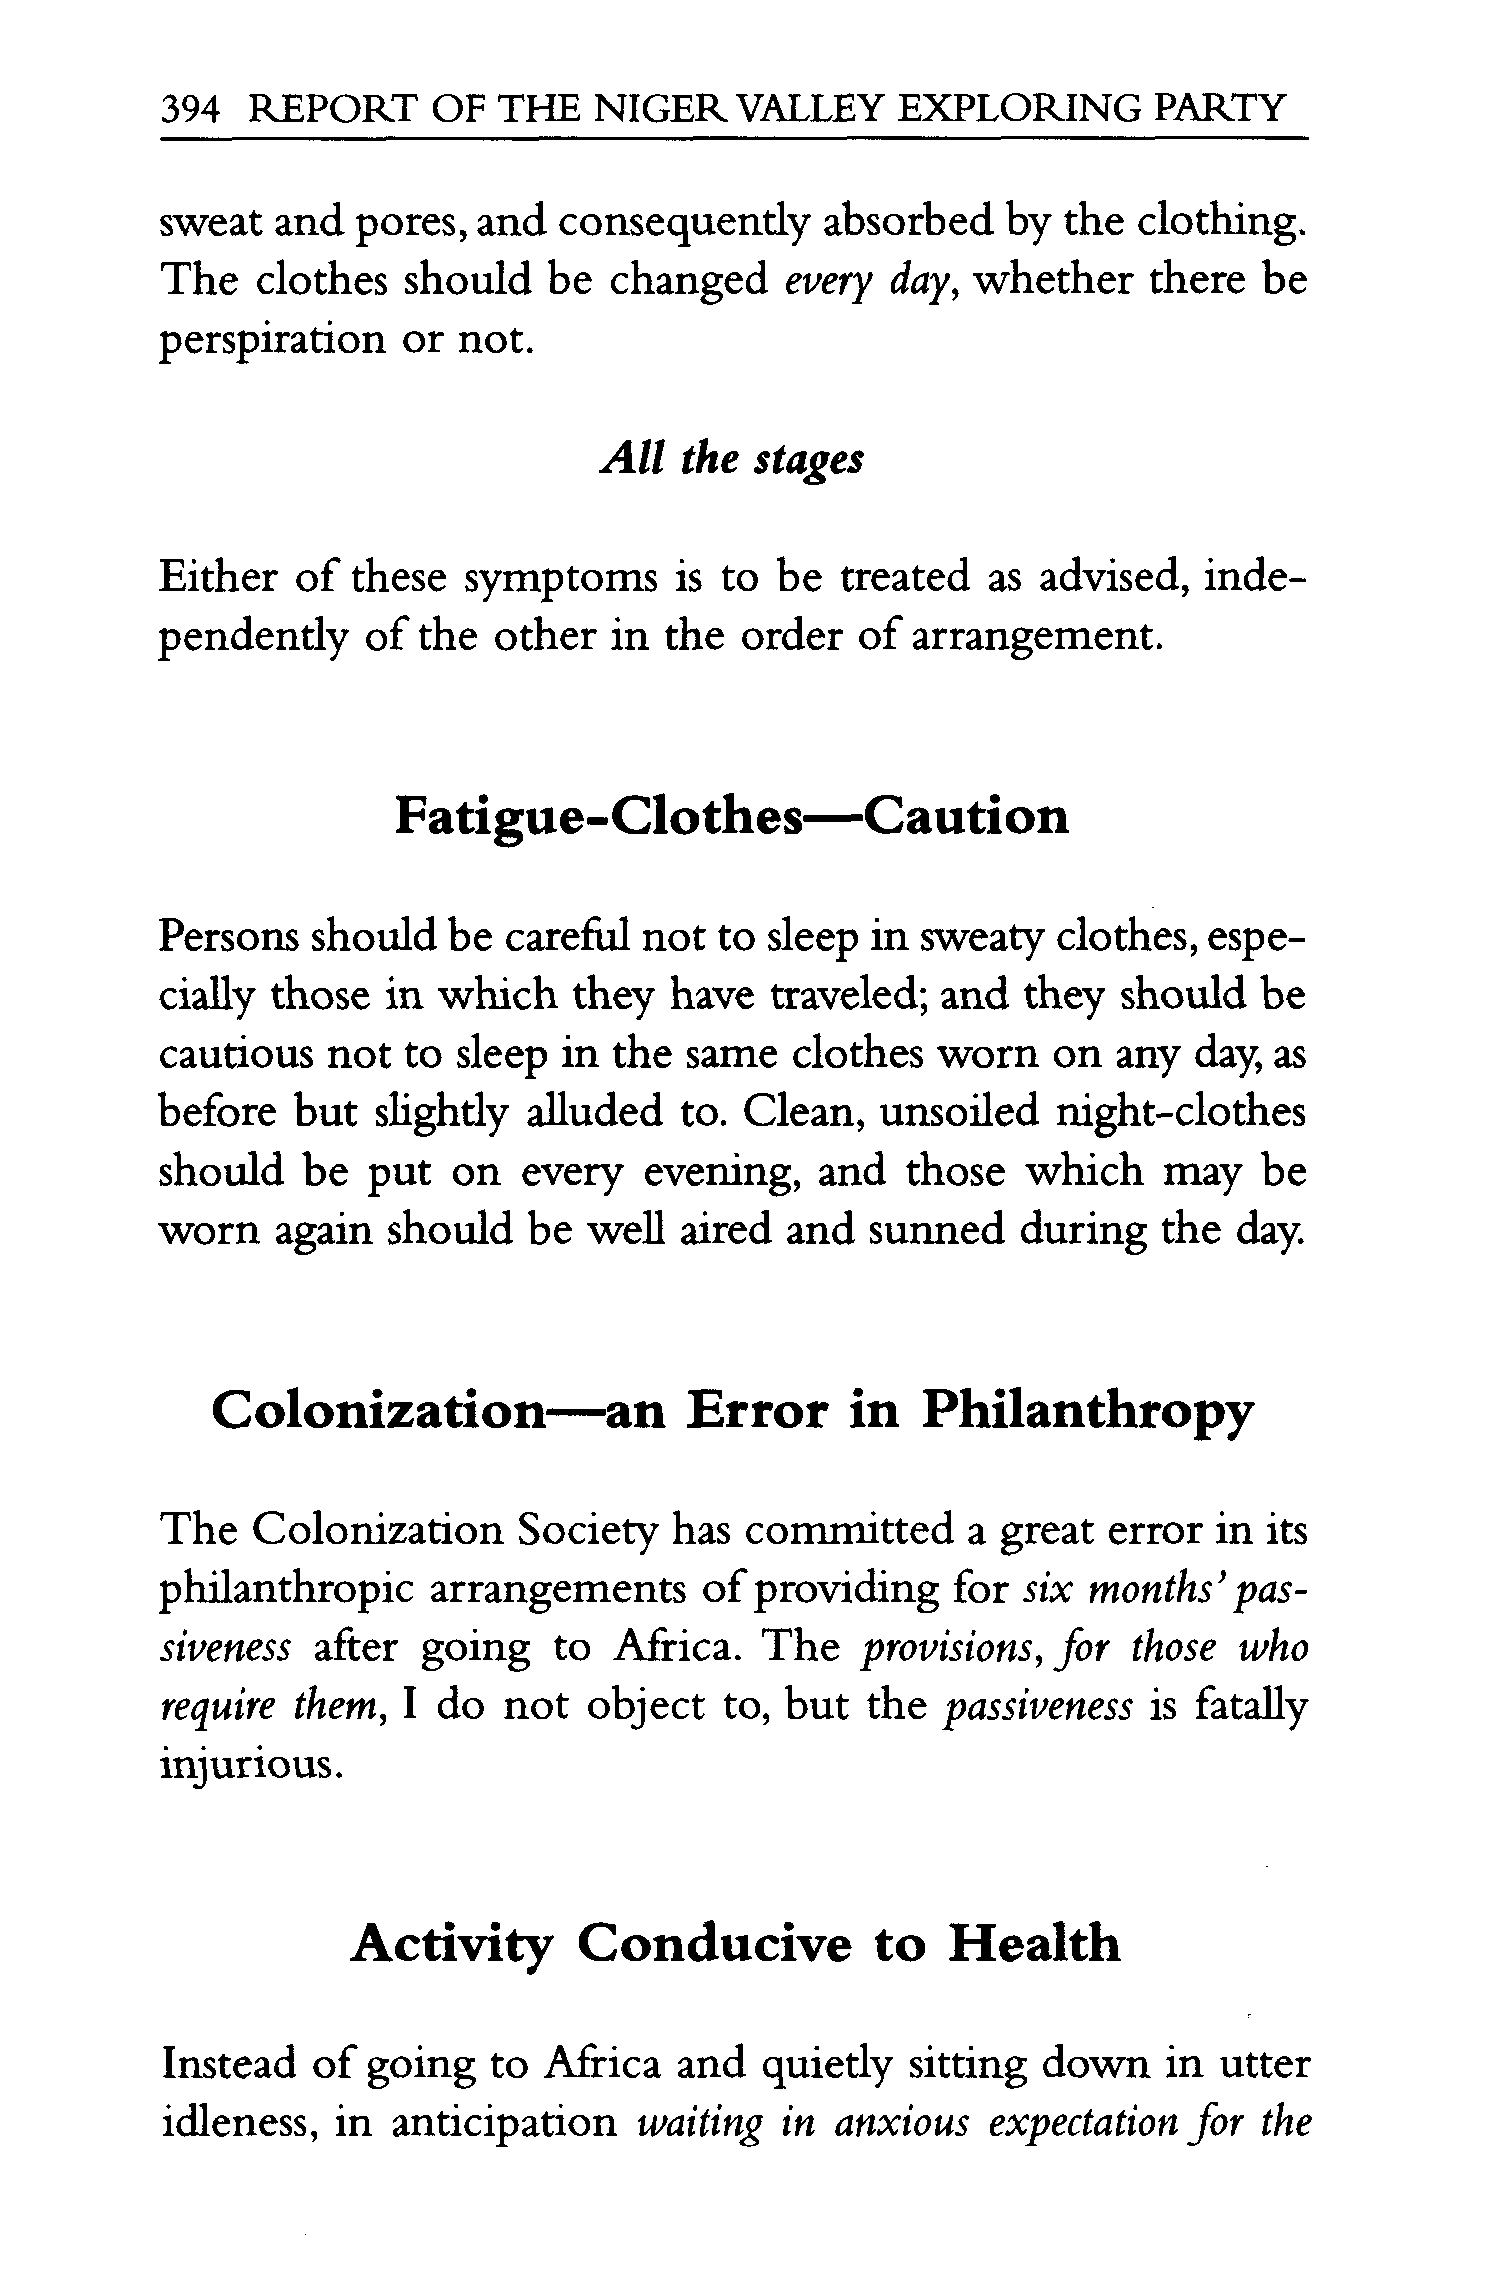 394 REPORT OF THE NIGER VALLEY EXPLORING PARTY
sweat and pores, and consequently absorbed by the clothing.
The clothes should be changed every day, whether there be
perspiration or not.
All the stages
Either of these symptoms is to be treated as advised, inde-
pendently of the other in the order of arrangement.
Fatigue-Clothes—Caution
Persons should be careful not to sleep in sweaty clothes, espe-
cially those in which they have traveled; and they should be
cautious not to sleep in the same clothes worn on any day, as
before but slightly alluded to. Clean, unsoiled night-clothes
should be put on every evening, and those which may be
worn again should be well aired and sunned during the day.
Colonization—an Error in Philanthropy
The Colonization Society has committed a great error in its
philanthropic arrangements of providing for six months' pas-
siveness after going to Africa. The provisions, for those who
require them, I do not object to, but the passiveness is fatally
injurious.
Activity Conducive to Health
Instead of going to Africa and quietly sitting down in utter
idleness, in anticipation waiting in anxious expectation for the